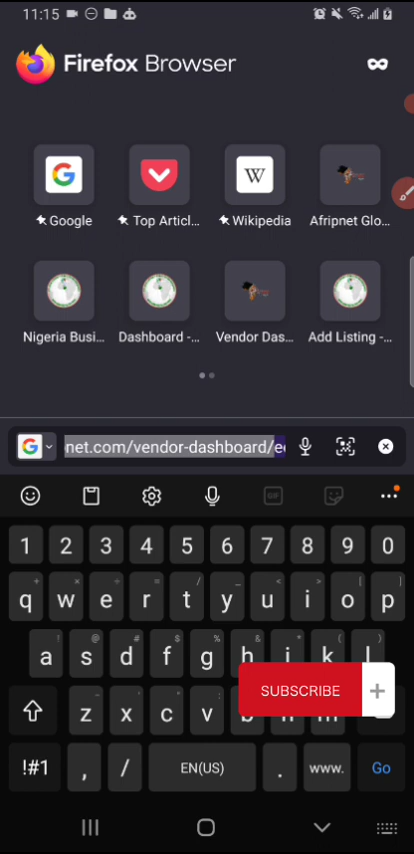 11:15
Firefox Browser
Google
Top Articl...
Wikipedia
Afripnet Glo...
Nigeria Busi...
Dashboard -...
Vendor Das...
Add Listing -...
net.com/vendor-dashboard/e
GIF
1 2 3 4 5 6 7 8 9 0
q w e r t y u i o p
a s d f g h j k l
SUBSCRIBE
z x c v b n m
!#1 , / EN(US) . www. Go